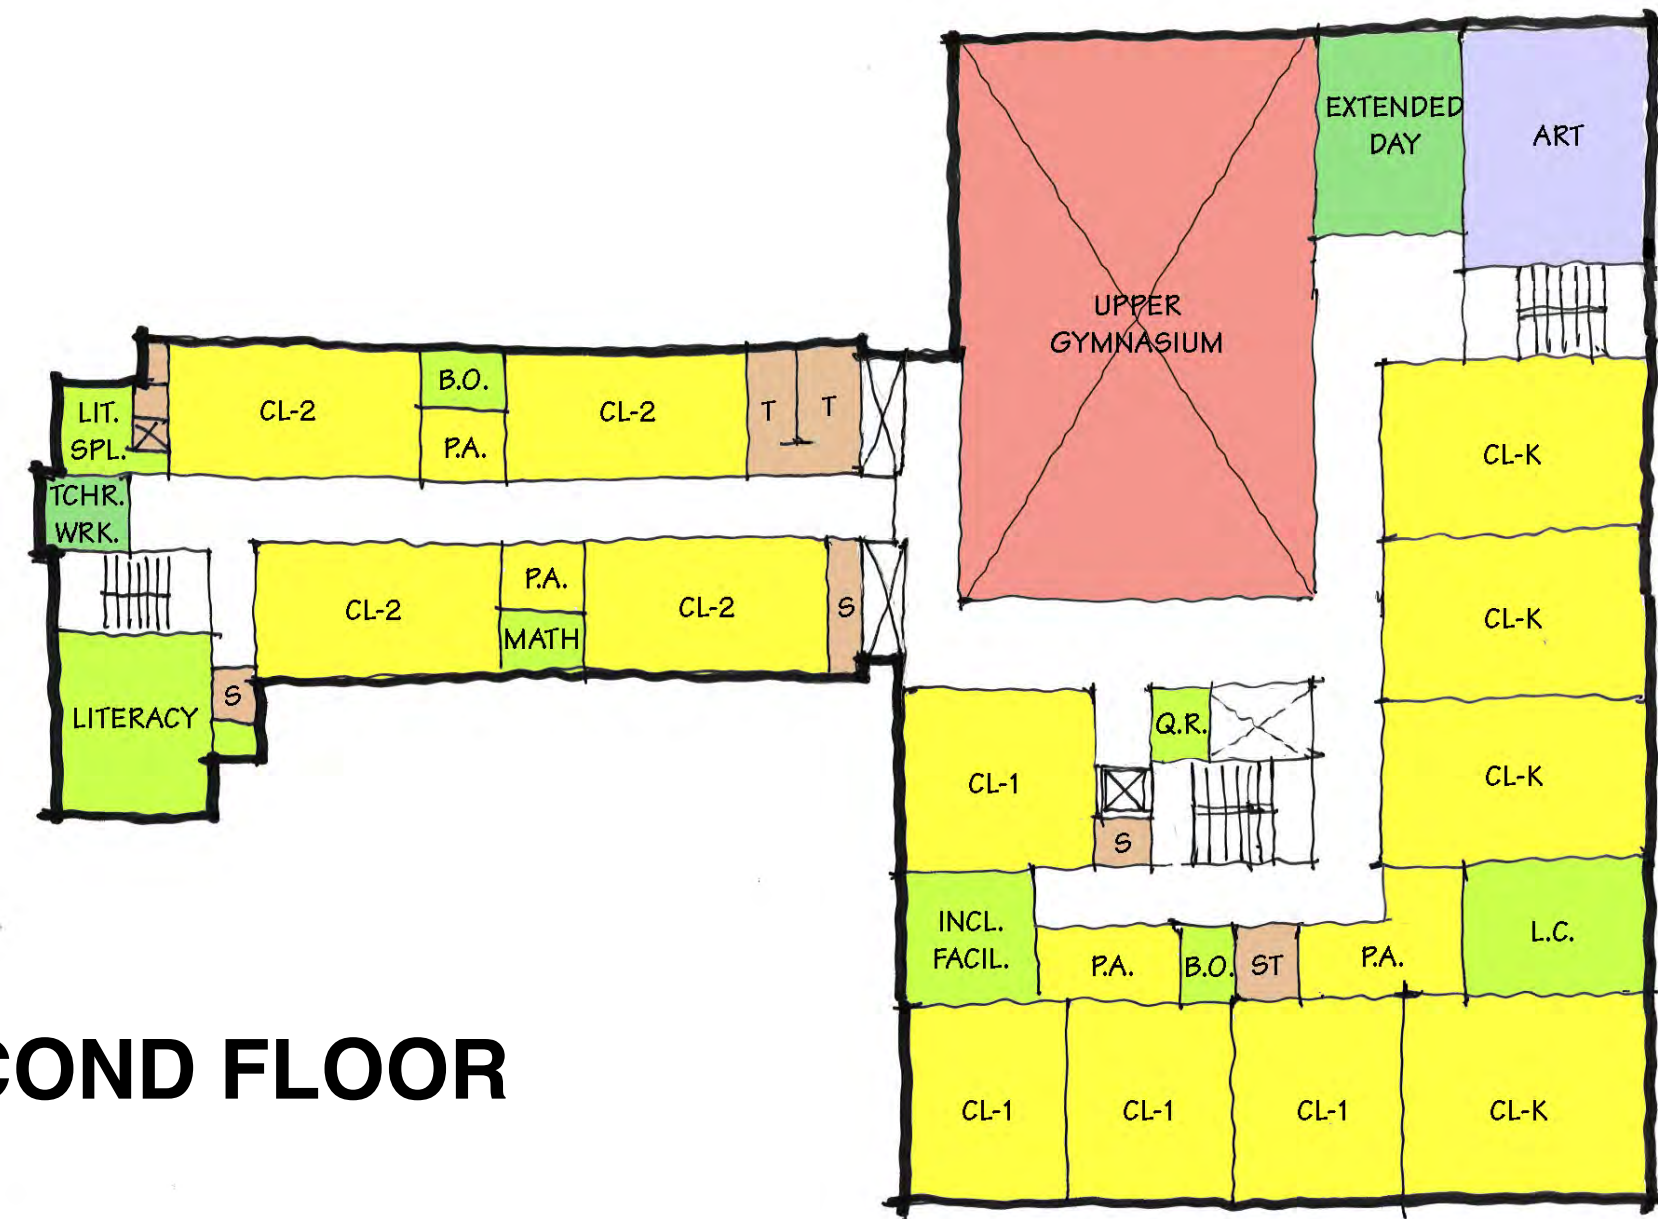 EXTENDED
DAY
ART
UPPER
GYMNASIUM
LIT.
SPL.
CL-2
B.O.
P.A.
CL-2
T
T
CL-K
TCHR.
WRK.
CL-2
P.A.
MATH
CL-2
S
CL-K
LITERACY
S
CL-1
Q.R.
S
CL-K
INCL.
FACIL.
P.A.
B.O.
ST
P.A.
L.C.
COND FLOOR
CL-1
CL-1
CL-1
CL-K